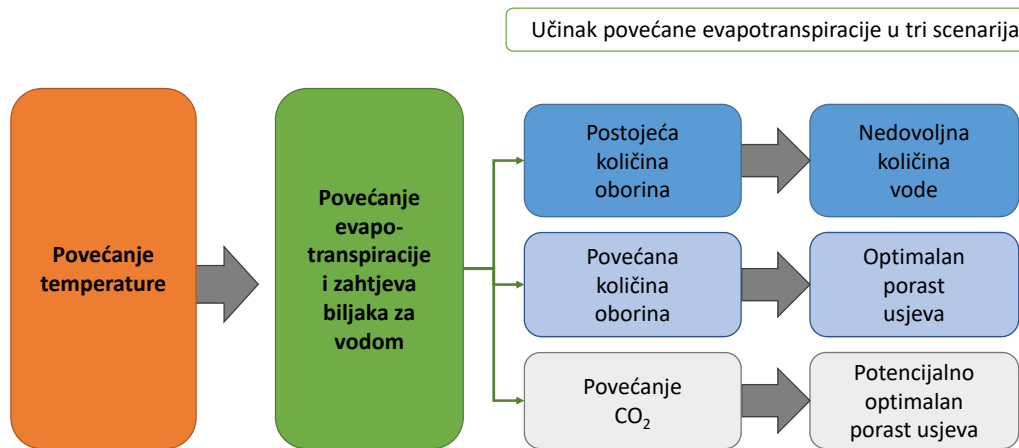 Učinak povećane evapotranspiracije u tri scenarija
Povećanje
temperature
Povećanje
evapo-
transpiracije
i zahtjeva
biljaka za
vodom
Postojeća
količina
oborina
Nedovoljna
količina
vode
Povećana
količina
oborina
Optimalan
porast
usjeva
Povećanje
CO₂
Potencijalno
optimalan
porast usjeva